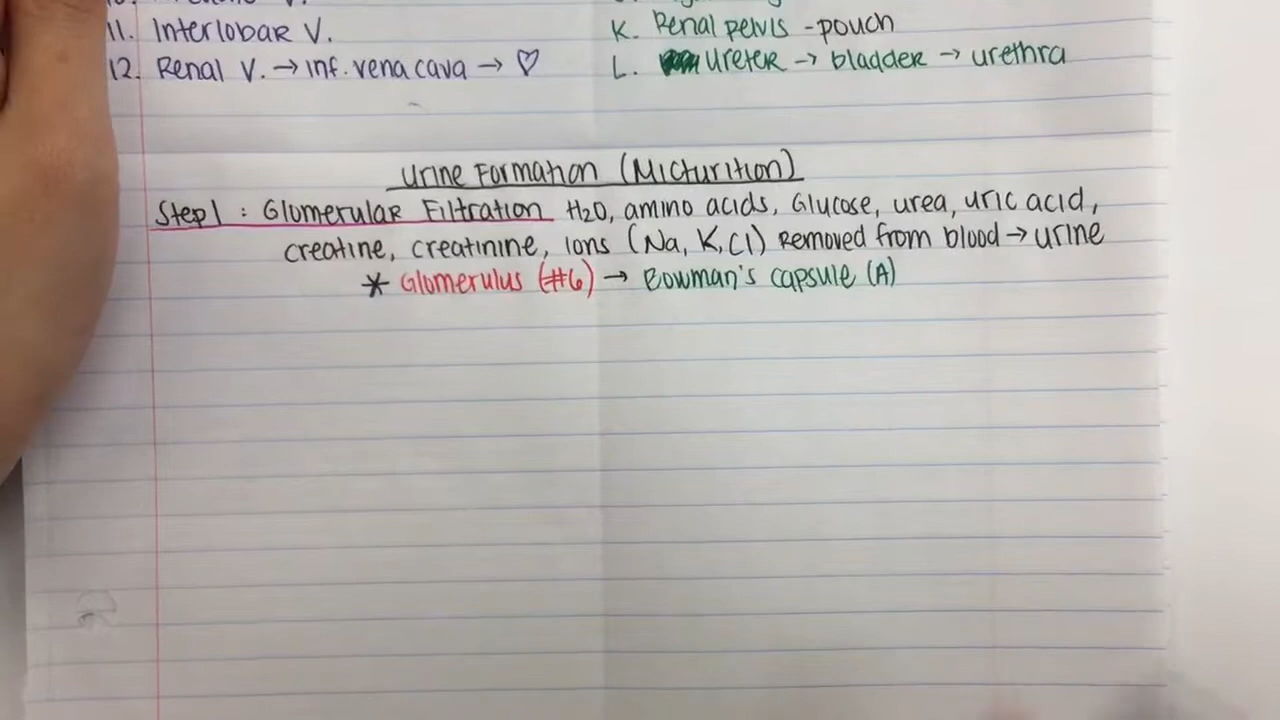 11. Interlobar V.
K. Renal pelvis - pouch
12. Renal V. → inf. vena cava → ♡
L. Ureter → bladder → urethra
Urine Formation (Micturition)
Step 1 : Glomerular Filtration H₂O, amino acids, Glucose, urea, uric acid,
creatine, creatinine, ions (Na, K, Cl) Removed from blood → urine
* Glomerulus (#6) → Bowman's capsule (A)